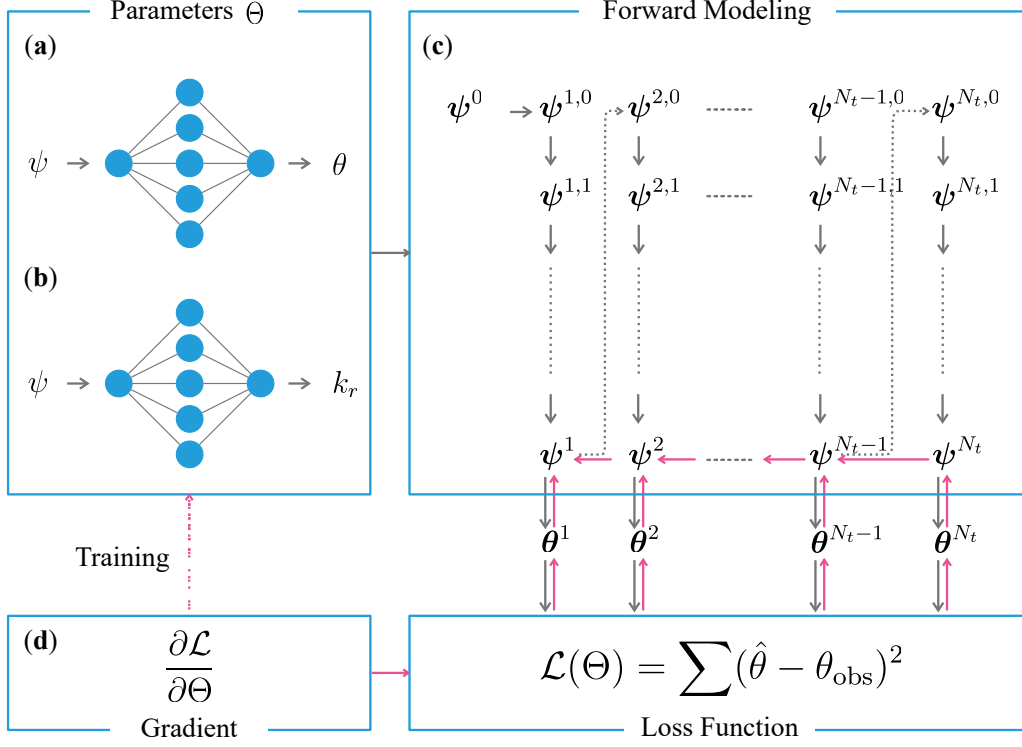 Parameters Θ
(a)
ψ θ
(b)
ψ k_r
Forward Modeling
(c)
ψ^0 ψ^{1,0} ψ^{2,0} ψ^{N_t−1,0} ψ^{N_t,0}
ψ^{1,1} ψ^{2,1} ψ^{N_t−1,1} ψ^{N_t,1}
ψ^1 ψ^2 ψ^{N_t−1} ψ^{N_t}
θ^1 θ^2 θ^{N_t−1} θ^{N_t}
Training
(d)
∂ℒ
∂Θ
Gradient
ℒ(Θ) = ∑(θ̂ − θ_obs)^2
Loss Function